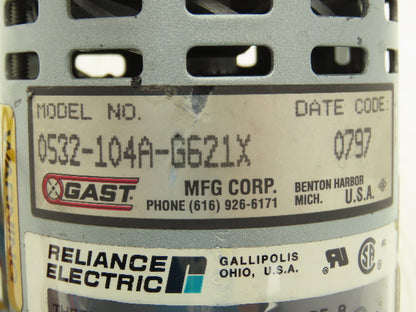 MODEL NO. DATE CODE:
0532-104A-G621X 0797
GAST MFG CORP. BENTON HARBOR
PHONE (616) 926-6171 MICH. U.S.A.
RELIANCE
ELECTRIC
GALLIPOLIS
OHIO, U.S.A.